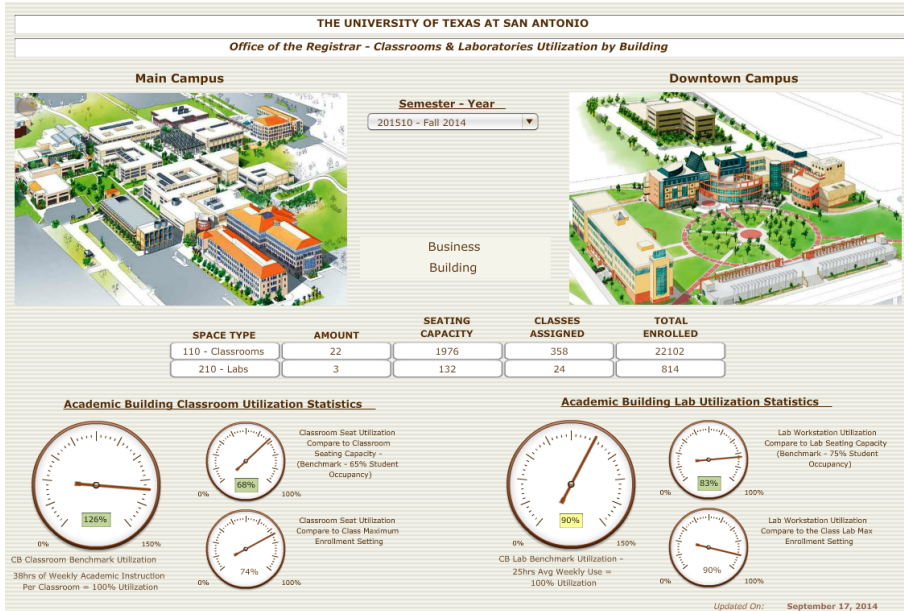 THE UNIVERSITY OF TEXAS AT SAN ANTONIO
Office of the Registrar - Classrooms & Laboratories Utilization by Building
Main Campus
Downtown Campus
Semester - Year
201510 - Fall 2014
Business
Building
SPACE TYPE AMOUNT SEATING CAPACITY CLASSES ASSIGNED TOTAL ENROLLED
110 - Classrooms 22 1976 358 22102
210 - Labs 3 132 24 814
Academic Building Classroom Utilization Statistics
126%
0% 150%
CB Classroom Benchmark Utilization
38hrs of Weekly Academic Instruction
Per Classroom = 100% Utilization
68%
0% 100%
Classroom Seat Utilization
Compare to Classroom
Seating Capacity -
(Benchmark - 65% Student
Occupancy)
74%
0% 100%
Classroom Seat Utilization
Compare to Class Maximum
Enrollment Setting
Academic Building Lab Utilization Statistics
90%
0% 150%
CB Lab Benchmark Utilization -
25hrs Avg Weekly Use =
100% Utilization
83%
0% 100%
Lab Workstation Utilization
Compare to Lab Seating Capacity
(Benchmark - 75% Student
Occupancy)
90%
0% 100%
Lab Workstation Utilization
Compare to the Class Lab Max
Enrollment Setting
Updated On: September 17, 2014